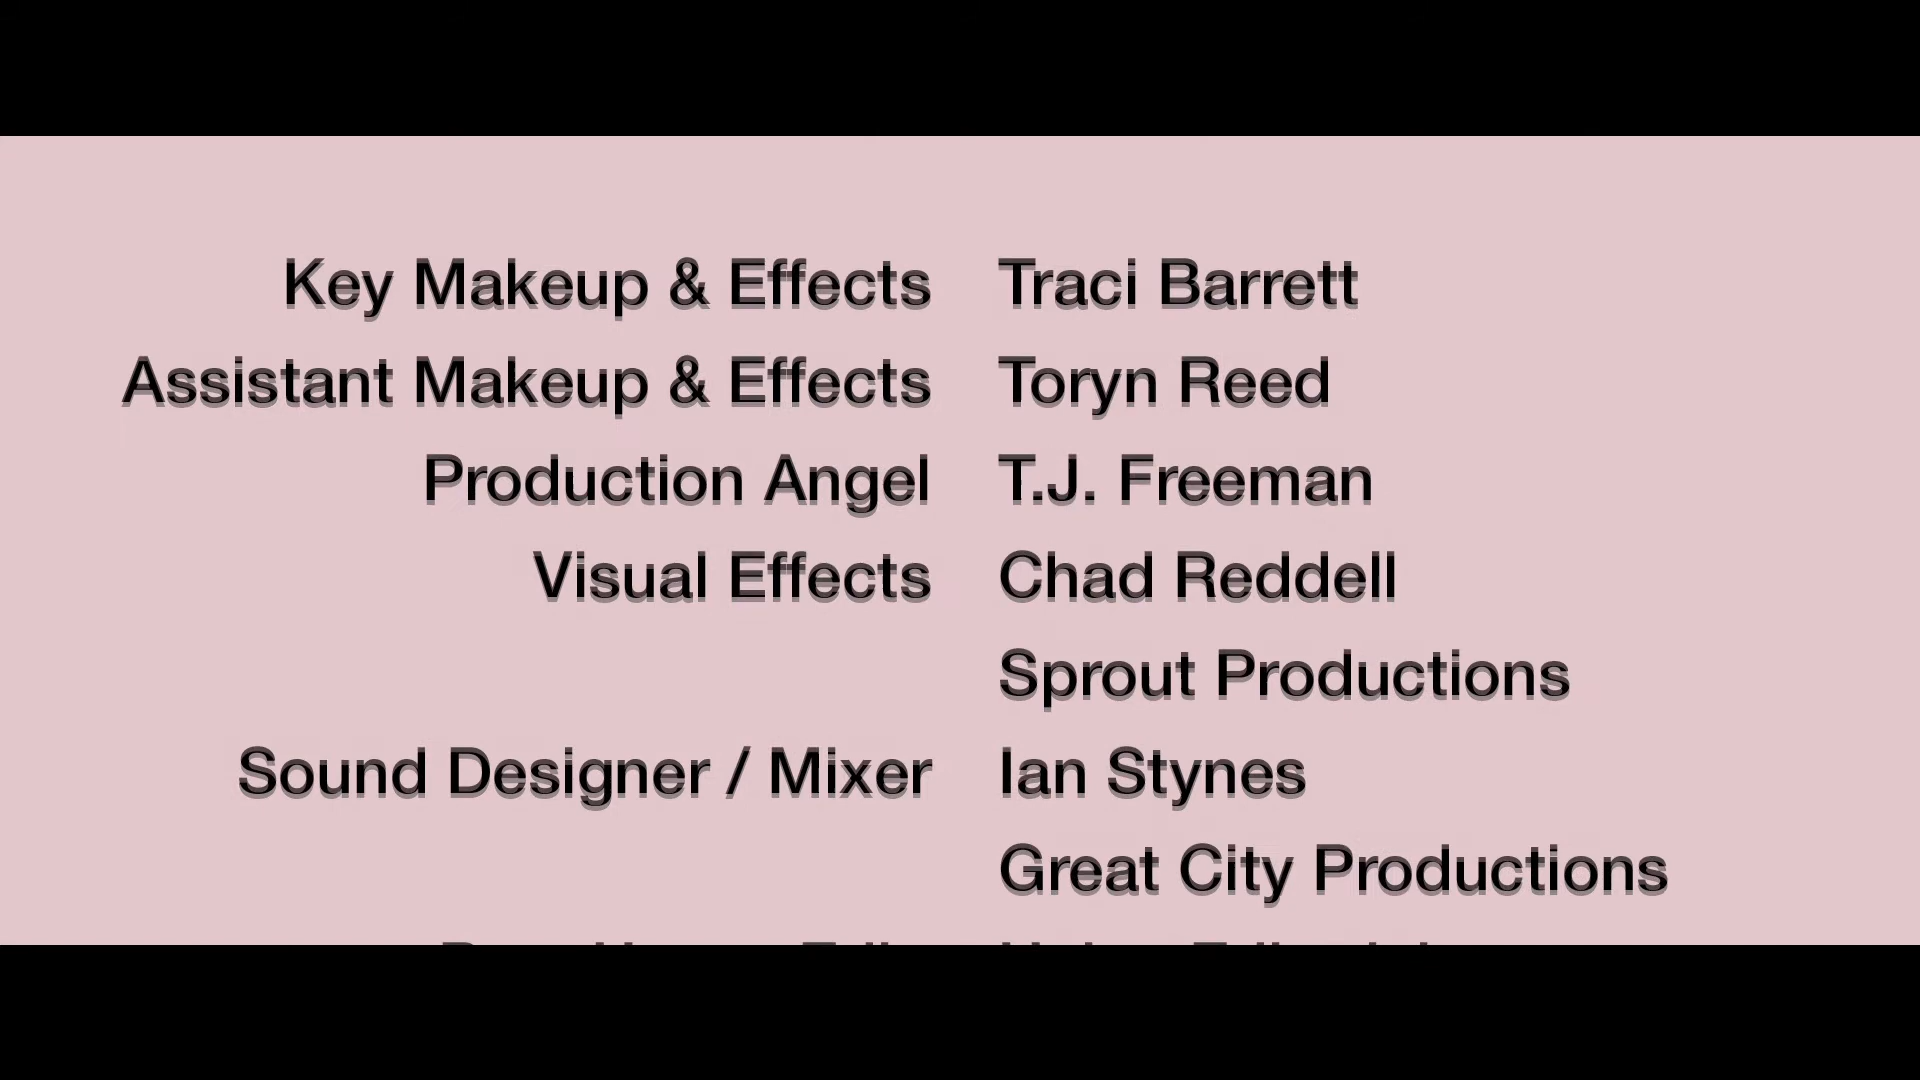 Key Makeup & Effects Traci Barrett
Assistant Makeup & Effects Toryn Reed
Production Angel T.J. Freeman
Visual Effects Chad Reddell
Sprout Productions
Sound Designer / Mixer Ian Stynes
Great City Productions